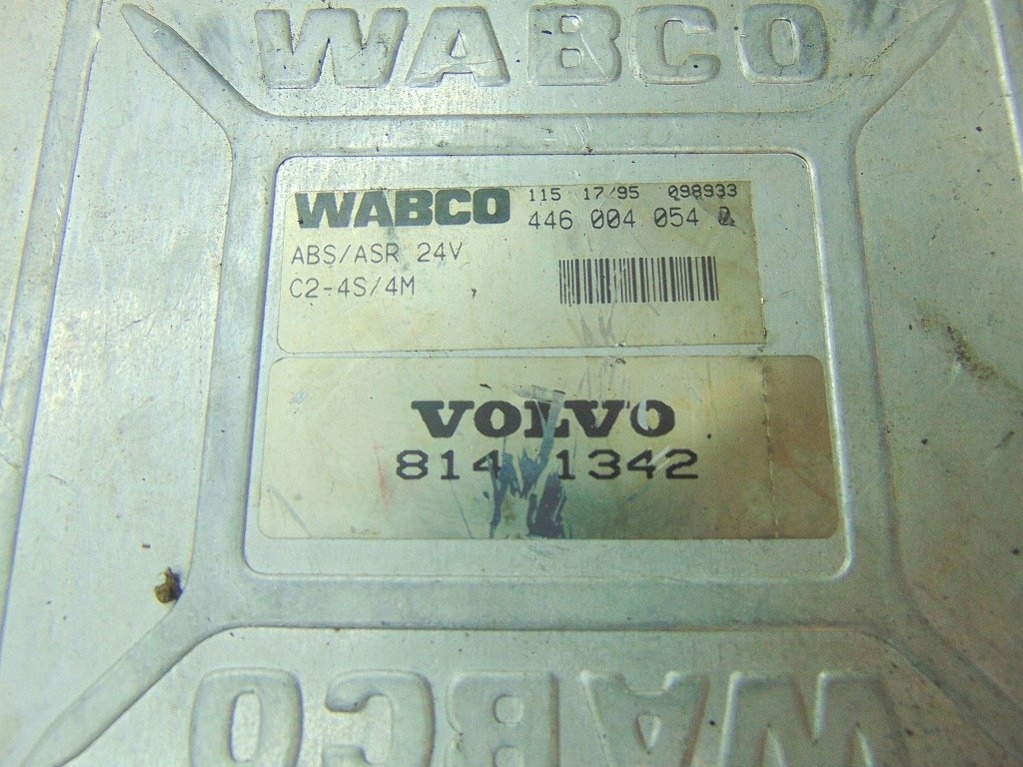 WABCO
WABCO 115 17/95 098933
446 004 054
ABS/ASR 24V
C2-4S/4M
VOLVO
814 1342
WABCO